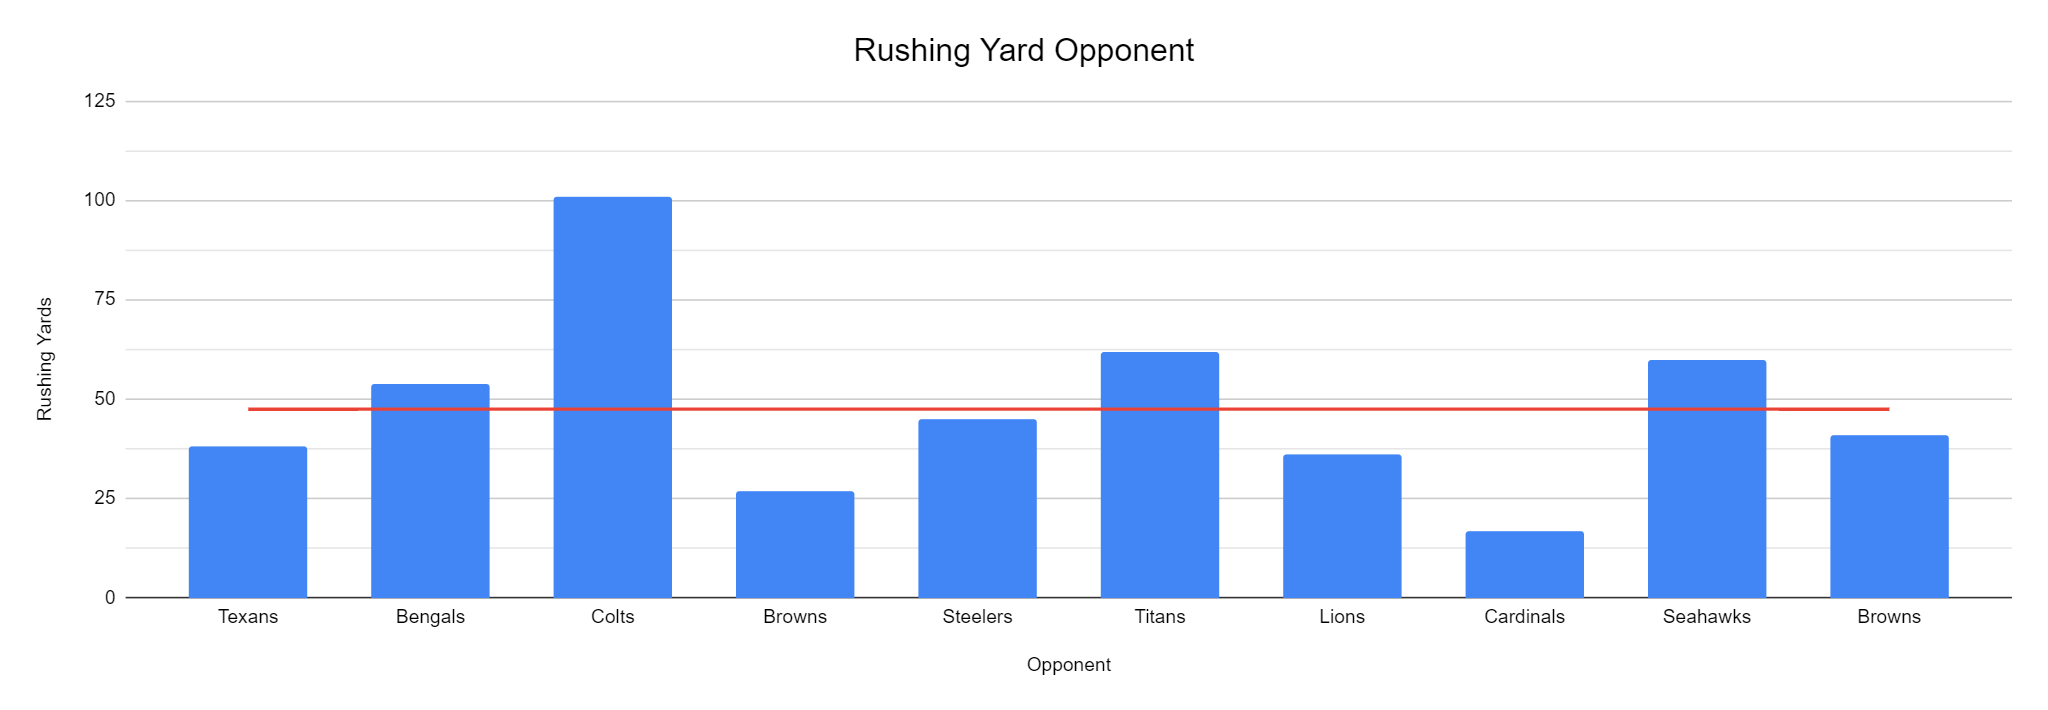 Rushing Yard Opponent
125
100
75
50
25
0
Rushing Yards
Texans Bengals Colts Browns Steelers Titans Lions Cardinals Seahawks Browns
Opponent